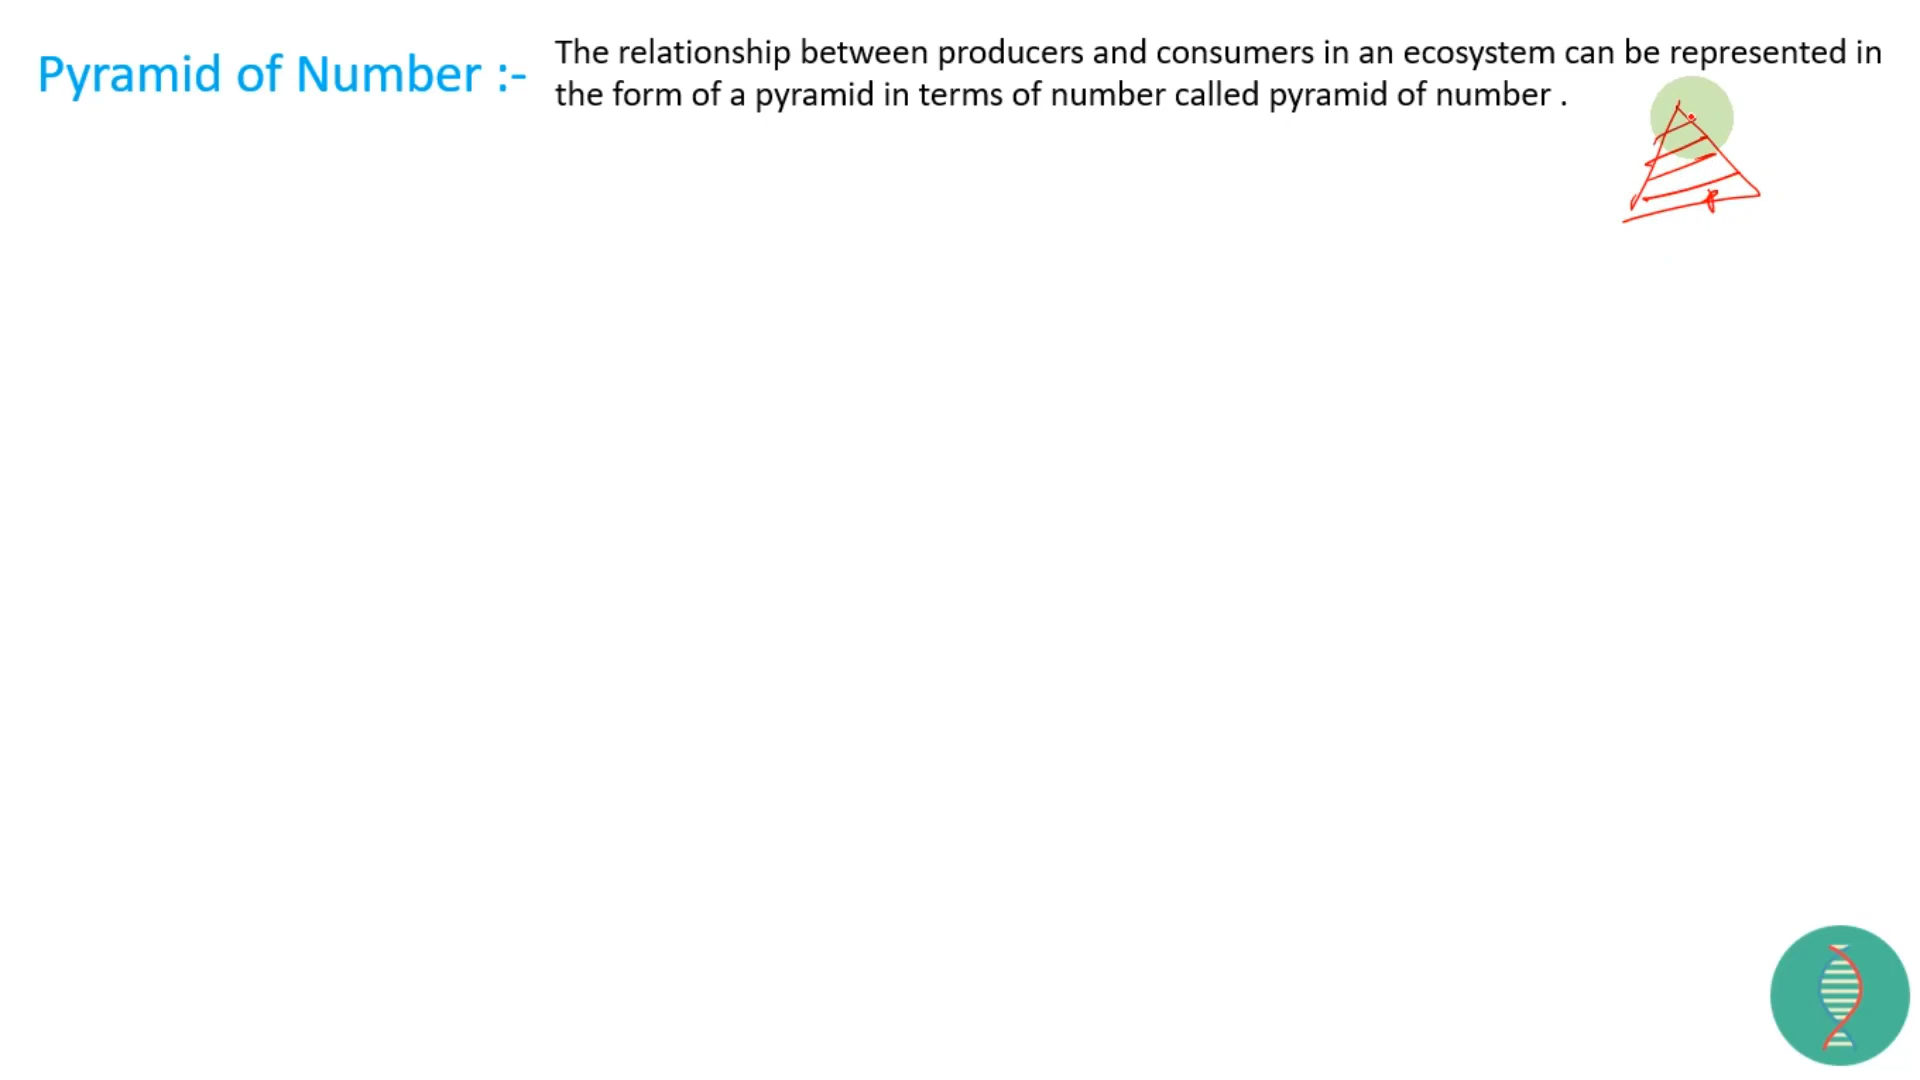 Pyramid of Number :-
The relationship between producers and consumers in an ecosystem can be represented in
the form of a pyramid in terms of number called pyramid of number .